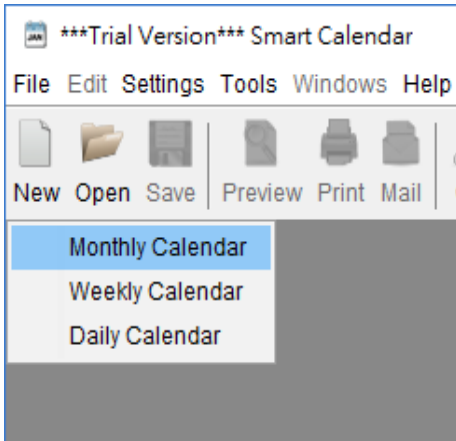 ***Trial Version*** Smart Calendar
File Edit Settings Tools Windows Help
New Open Save Preview Print Mail
Monthly Calendar
Weekly Calendar
Daily Calendar